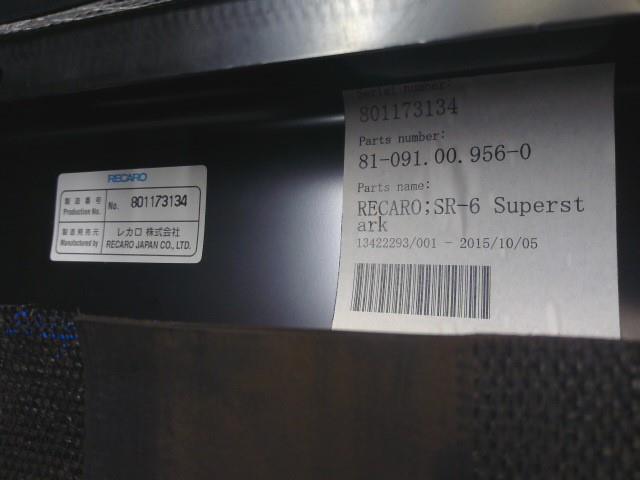 RECARO
製造番号
Production No.
No. 801173134
製造発売元
Manufactured by
レカロ 株式会社
RECARO JAPAN CO., LTD.
Serial number:
801173134
Parts number:
81-091.00.956-0
Parts name:
RECARO;SR-6 Superst
ark
13422293/001 - 2015/10/05